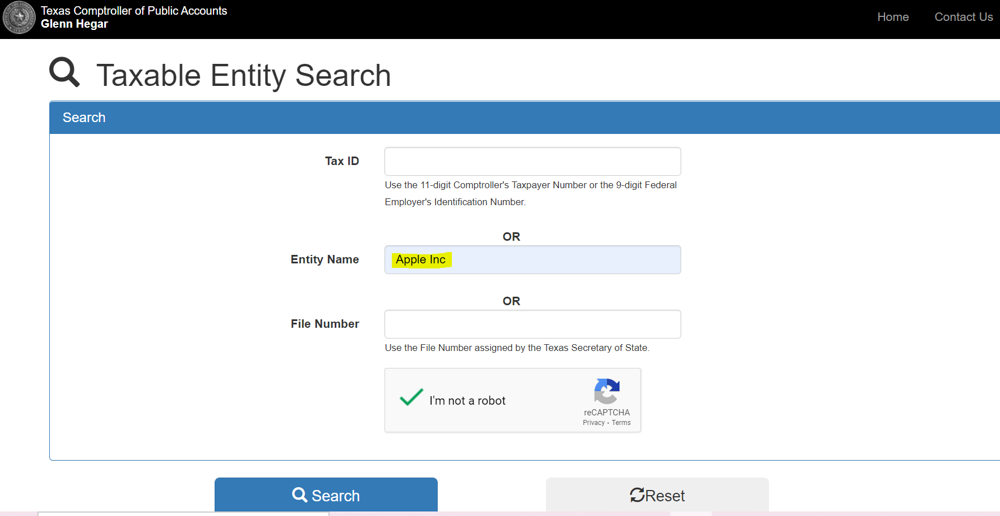 Texas Comptroller of Public Accounts
Glenn Hegar
Home
Contact Us
Taxable Entity Search
Search
Tax ID
Use the 11-digit Comptroller's Taxpayer Number or the 9-digit Federal
Employer's Identification Number.
OR
Entity Name
Apple Inc
OR
File Number
Use the File Number assigned by the Texas Secretary of State.
I'm not a robot
reCAPTCHA
Privacy - Terms
Search
Reset